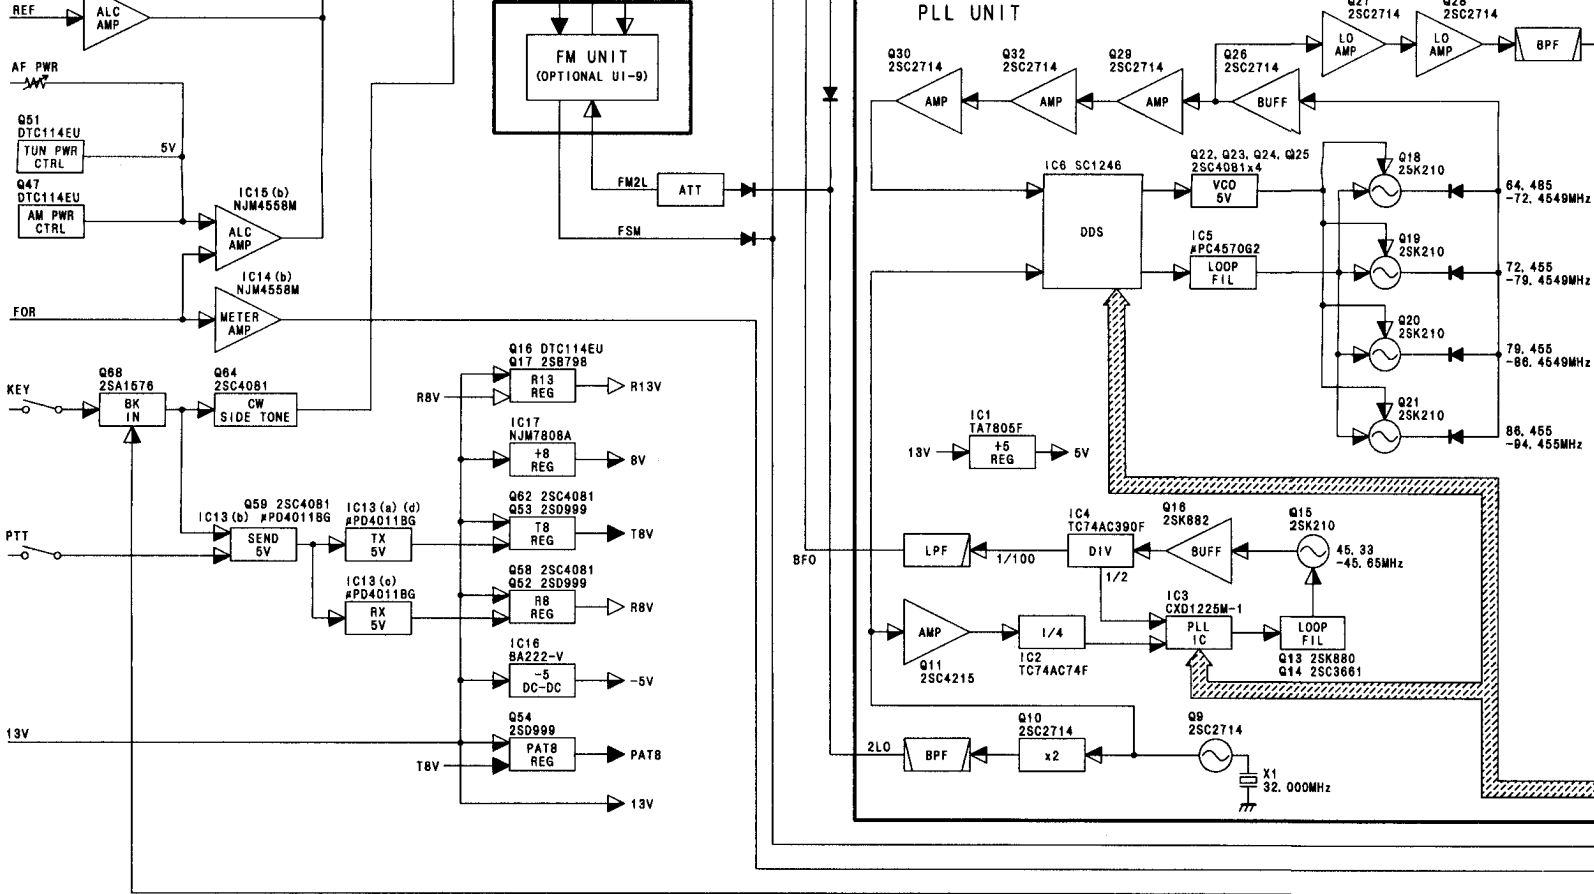 REF
ALC
AMP
AF PWR
Q51
DTC114EU
TUN PWR
CTRL
5V
Q47
DTC114EU
AM PWR
CTRL
IC15(b)
NJM4558M
ALC
AMP
IC14(b)
NJM4558M
FOR
METER
AMP
KEY
Q68
2SA1576
BK
IN
Q64
2SC4081
CW
SIDE TONE
PTT
Q59 2SC4081
IC13(b) µPD4011BG
SEND
5V
IC13(a)(d)
µPD4011BG
TX
5V
IC13(c)
µPD4011BG
RX
5V
13V
Q16 DTC114EU
Q17 2SB798
R13
REG
R8V
R13V
IC17
NJM7808A
+8
REG
8V
Q62 2SC4081
Q53 2SD999
T8
REG
T8V
Q58 2SC4081
Q52 2SD999
R8
REG
R8V
IC16
BA222-V
-5
DC-DC
-5V
Q54
2SD999
PAT8
REG
T8V
PAT8
13V
FM UNIT
(OPTIONAL UI-9)
FM2L
ATT
FSM
PLL UNIT
Q30
2SC2714
AMP
Q32
2SC2714
AMP
Q29
2SC2714
AMP
Q26
2SC2714
BUFF
Q27
2SC2714
LO
AMP
Q28
2SC2714
LO
AMP
BPF
IC6 SC1246
DDS
Q22, Q23, Q24, Q25
2SC4081x4
VCO
5V
IC5
µPC4570G2
LOOP
FIL
Q18
2SK210
64.485
-72.4549MHz
Q19
2SK210
72.455
-79.4549MHz
Q20
2SK210
79.455
-86.4549MHz
Q21
2SK210
86.455
-94.455MHz
IC1
TA7805F
13V
+5
REG
5V
BFO
LPF
1/100
IC4
TC74AC390F
DIV
1/2
Q16
2SK882
BUFF
Q15
2SK210
45.33
-45.65MHz
AMP
Q11
2SC4215
1/4
IC2
TC74AC74F
IC3
CXD1225M-1
PLL
IC
LOOP
FIL
Q13 2SK880
Q14 2SC3661
2LO
BPF
Q10
2SC2714
x2
Q9
2SC2714
X1
32.000MHz